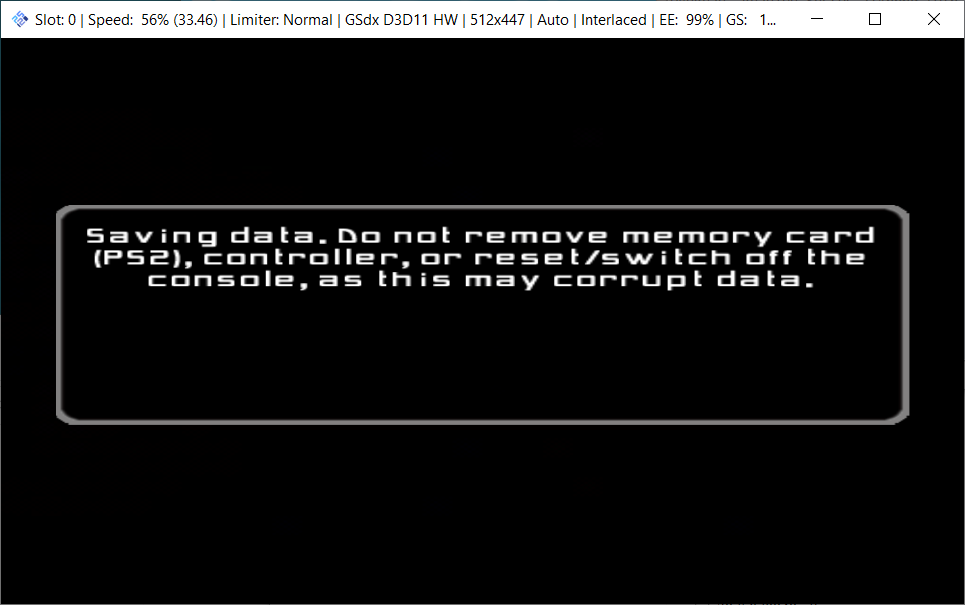 Slot: 0 | Speed: 56% (33.46) | Limiter: Normal | GSdx D3D11 HW | 512x447 | Auto | Interlaced | EE: 99% | GS: 1...
Saving data. Do not remove memory card
(PS2), controller, or reset/switch off the
console, as this may corrupt data.